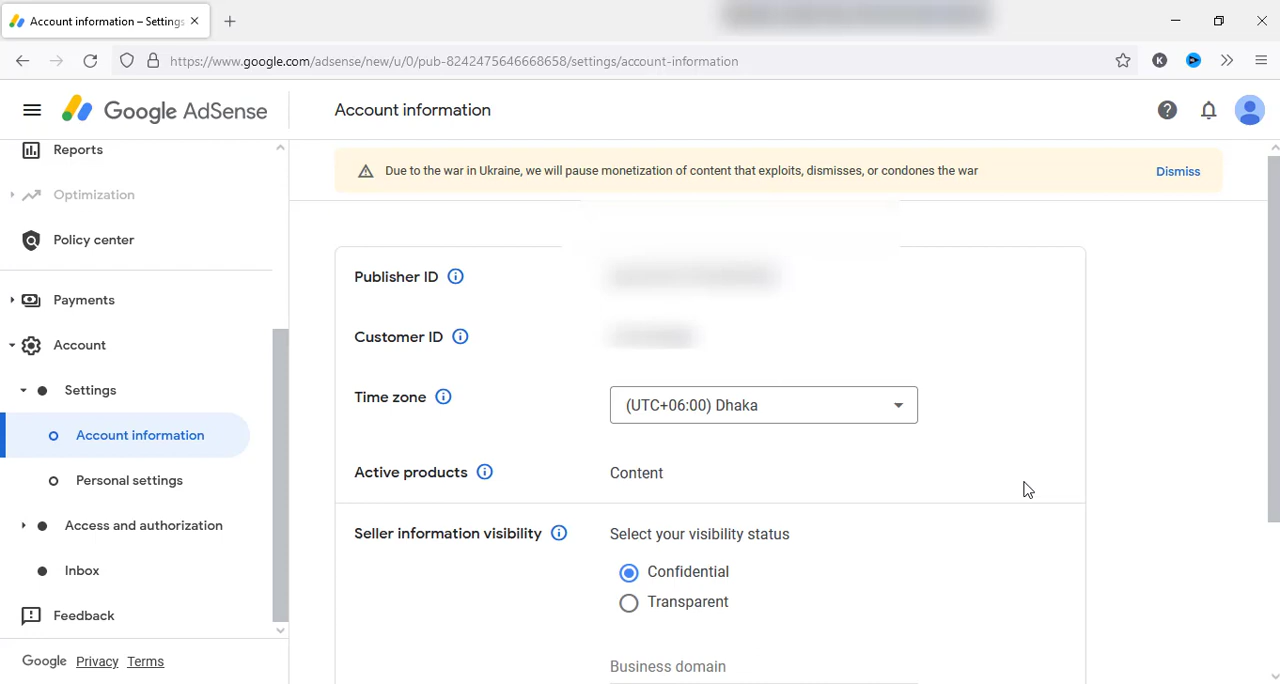 Account information – Settings
https://www.google.com/adsense/new/u/0/pub-8242475646668658/settings/account-information
K
Google AdSense
Account information
Reports
Optimization
Policy center
Payments
Account
Settings
Account information
Personal settings
Access and authorization
Inbox
Feedback
Google Privacy Terms
Due to the war in Ukraine, we will pause monetization of content that exploits, dismisses, or condones the war
Dismiss
Publisher ID
Customer ID
Time zone
(UTC+06:00) Dhaka
Active products
Content
Seller information visibility
Select your visibility status
Confidential
Transparent
Business domain